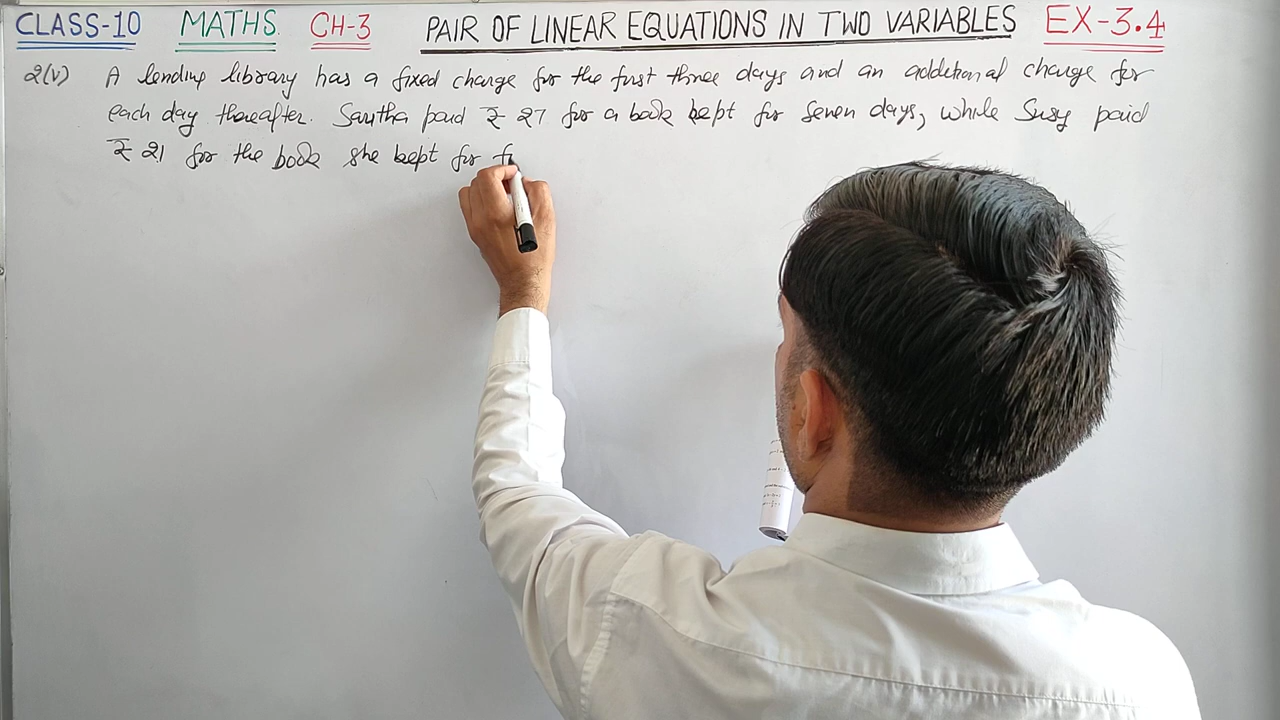 CLASS-10 MATHS CH-3 PAIR OF LINEAR EQUATIONS IN TWO VARIABLES EX-3.4
2(v) A lending library has a fixed charge for the first three days and an additional charge for
each day thereafter. Saritha paid ₹ 27 for a book kept for seven days, while Susy paid
₹ 21 for the book she kept for f